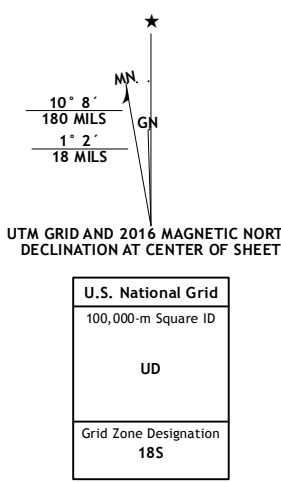 MN
10° 8´
180 MILS
GN
1° 2´
18 MILS
UTM GRID AND 2016 MAGNETIC NORT
DECLINATION AT CENTER OF SHEET
U.S. National Grid
100,000-m Square ID
UD
Grid Zone Designation
18S